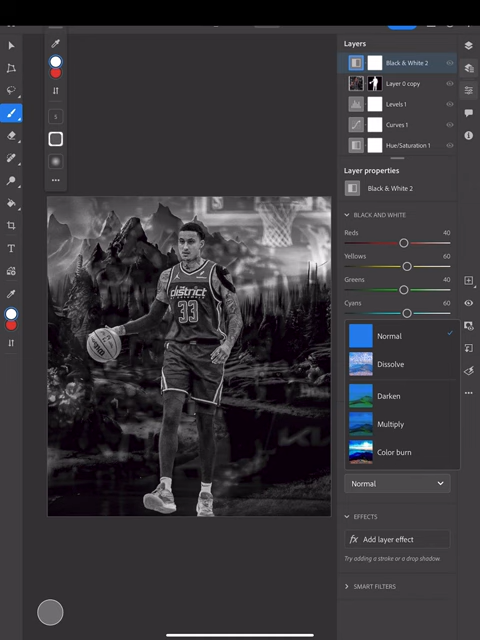 Layers
Black & White 2
Layer 0 copy
Levels 1
Curves 1
Hue/Saturation 1
Layer properties
Black & White 2
BLACK AND WHITE
Reds 40
Yellows 60
Greens 40
Cyans 60
Normal
Dissolve
Darken
Multiply
Color burn
Normal
EFFECTS
fx Add layer effect
Try adding a stroke or a drop shadow.
SMART FILTERS
5
T
district
33